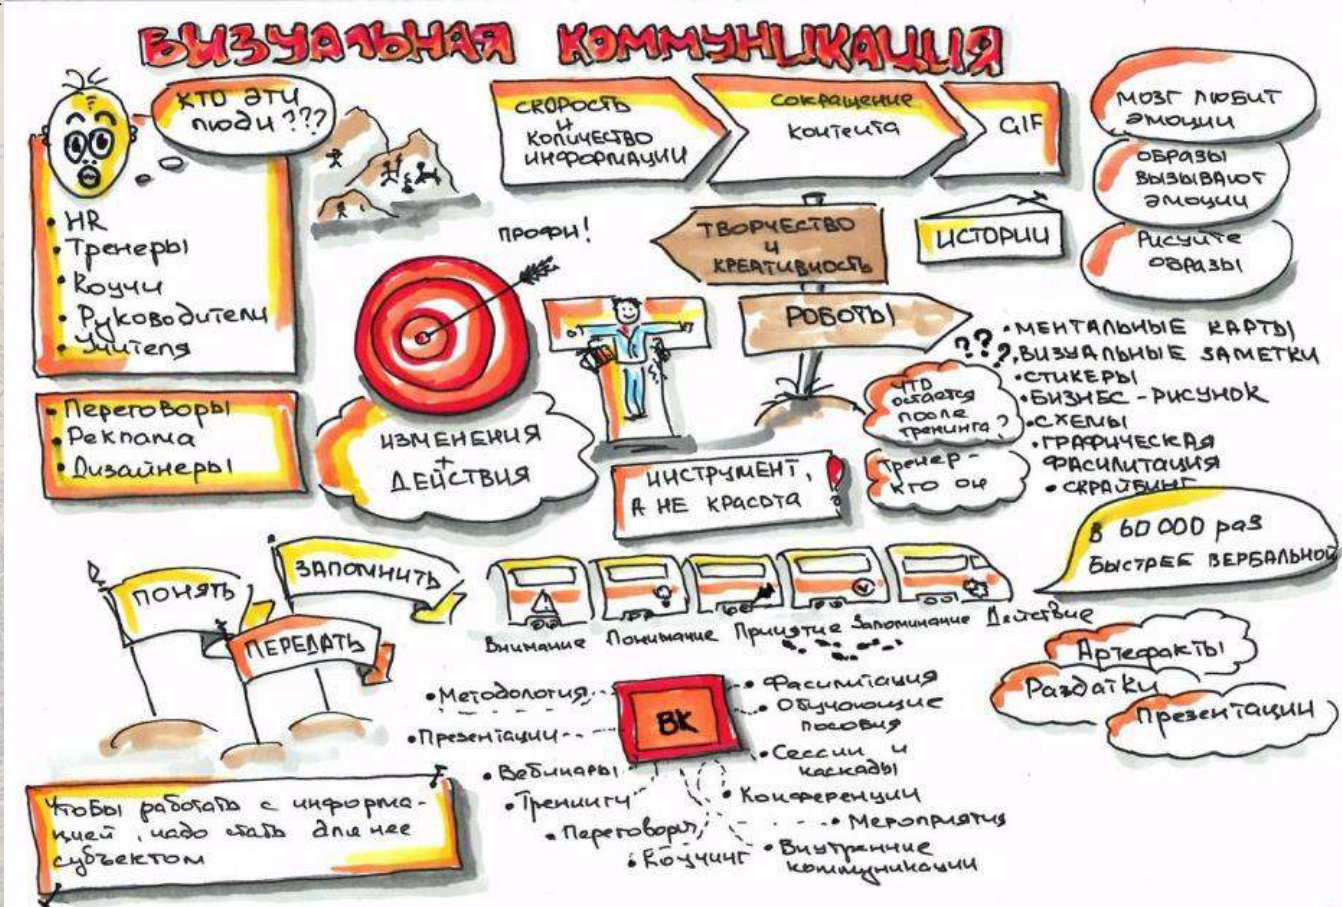 ВИЗУАЛЬНАЯ КОММУНИКАЦИЯ
КТО ЭТИ
ЛЮДИ???
• HR
• Тренеры
• Коучи
• Руководители
• Учителя
• Переговоры
• Реклама
• Дизайнеры
СКОРОСТЬ
И
КОЛИЧЕСТВО
ИНФОРМАЦИИ
СОКРАЩЕНИЕ
КОНТЕНТА
GIF
МОЗГ ЛЮБИТ
ЭМОЦИИ
ОБРАЗЫ
ВЫЗЫВАЮТ
ЭМОЦИИ
РИСУЙТЕ
ОБРАЗЫ
ПРОФИ!
ТВОРЧЕСТВО
И
КРЕАТИВНОСТЬ
ИСТОРИИ
РОБОТЫ
ИЗМЕНЕНИЯ
+
ДЕЙСТВИЯ
ИНСТРУМЕНТ,
А НЕ КРАСОТА
???
ЧТО
ОСТАЕТСЯ
ПОСЛЕ
ТРЕНИНГА?
ТРЕНЕР-
КТО ОН
• МЕНТАЛЬНЫЕ КАРТЫ
• ВИЗУАЛЬНЫЕ ЗАМЕТКИ
• СТИКЕРЫ
• БИЗНЕС-РИСУНОК
• СХЕМЫ
• ГРАФИЧЕСКАЯ
ФАСИЛИТАЦИЯ
• СКРАЙБИНГ
В 60 000 раз
БЫСТРЕЕ ВЕРБАЛЬНОЙ
ПОНЯТЬ
ЗАПОМНИТЬ
ПЕРЕДАТЬ
Внимание Понимание Принятие Запоминание Действие
Артефакты
Раздатки
Презентации
ВК
• Методология
• Презентации
• Вебинары
• Тренинги
• Переговоры
• Коучинг
• Фасилитация
• Обучающие
пособия
• Сессии и
каскады
• Конференции
• Мероприятия
• Внутренние
коммуникации
Чтобы работать с информа-
цией, надо стать для нее
субъектом